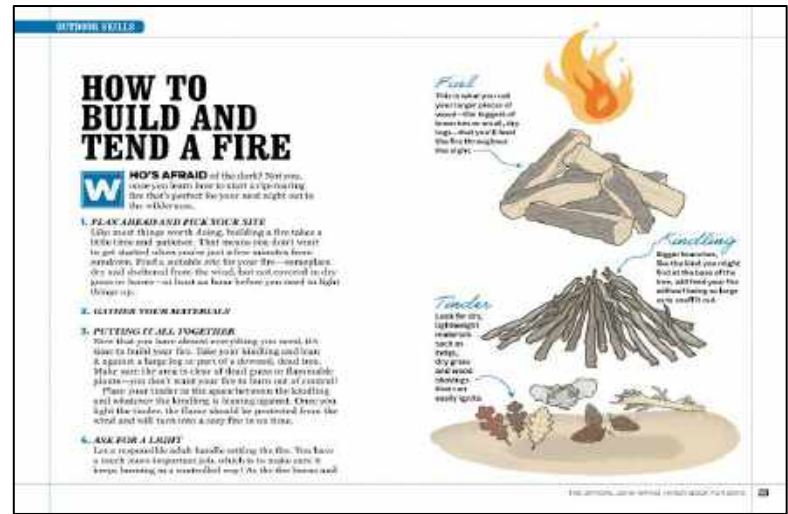 OUTDOOR SKILLS
HOW TO
BUILD AND
TEND A FIRE
WHO'S AFRAID of the dark? Not you,
once you learn how to start a rip-roaring
fire that's perfect for your next night out in
the wilderness.
1. PLAN AHEAD AND PICK YOUR SITE
Like most things worth doing, building a fire takes a
little time and patience. That means you don't want
to get started when you're just a few minutes from
sundown. Find a suitable site for your fire—someplace
dry and sheltered from the wind, but not covered in dry
grass or leaves—at least an hour before you need to light
things up.
2. GATHER YOUR MATERIALS
3. PUTTING IT ALL TOGETHER
Now that you have almost everything you need, it's
time to build your fire. Take your kindling and lean
it against a large log or part of a downed, dead tree.
Make sure the area is clear of dead grass or flammable
plants—you don't want your fire to burn out of control!
Place your tinder in the space between the kindling
and whatever the kindling is leaning against. Once you
light the tinder, the flame should be protected from the
wind and will turn into a cozy fire in no time.
ASK FOR A LIGHT
Let a responsible adult handle setting the fire. You have
a much more important job, which is to make sure it
keeps burning in a controlled way! As the fire burns and
Fuel
This is what you call
your larger pieces of
wood—the biggest of
branches or small, dry
logs—that you'll feed
the fire throughout
the night.
Kindling
Bigger branches,
like the kind you might
find at the base of the
tree, will feed your fire
without being so large
as to snuff it out.
Tinder
Look for dry,
lightweight
materials
such as
twigs,
dry grass
and wood
shavings
that can
easily ignite.
THE OFFICIAL JOHN WAYNE HANDY BOOK FOR